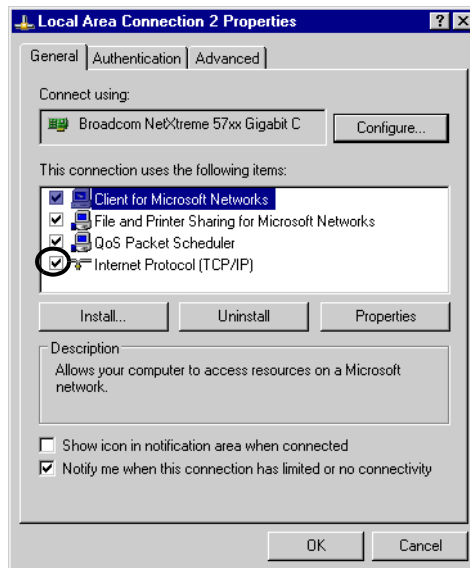 Local Area Connection 2 Properties
General Authentication Advanced
Connect using:
Broadcom NetXtreme 57xx Gigabit C Configure...
This connection uses the following items:
Client for Microsoft Networks
File and Printer Sharing for Microsoft Networks
QoS Packet Scheduler
Internet Protocol (TCP/IP)
Install... Uninstall Properties
Description
Allows your computer to access resources on a Microsoft
network.
Show icon in notification area when connected
Notify me when this connection has limited or no connectivity
OK Cancel